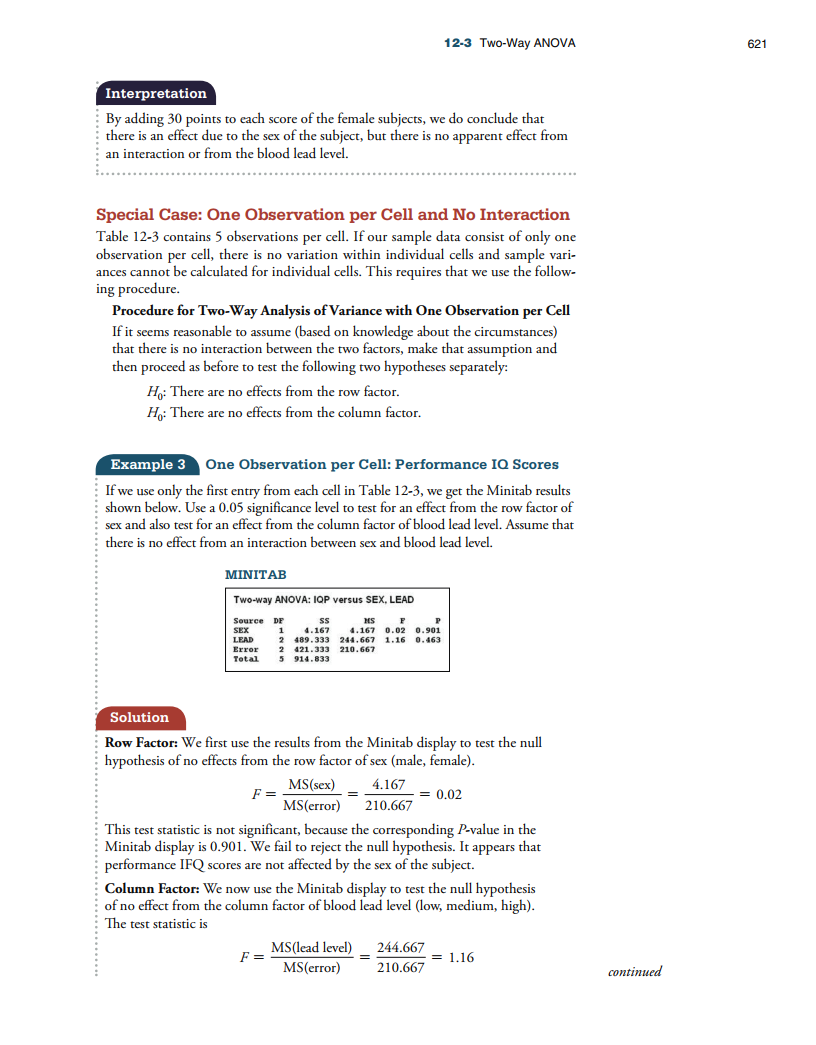 12-3 Two-Way ANOVA 621
Interpretation
By adding 30 points to each score of the female subjects, we do conclude that
there is an effect due to the sex of the subject, but there is no apparent effect from
an interaction or from the blood lead level.
Special Case: One Observation per Cell and No Interaction
Table 12-3 contains 5 observations per cell. If our sample data consist of only one
observation per cell, there is no variation within individual cells and sample vari-
ances cannot be calculated for individual cells. This requires that we use the follow-
ing procedure.
Procedure for Two-Way Analysis of Variance with One Observation per Cell
If it seems reasonable to assume (based on knowledge about the circumstances)
that there is no interaction between the two factors, make that assumption and
then proceed as before to test the following two hypotheses separately:
H₀: There are no effects from the row factor.
H₀: There are no effects from the column factor.
Example 3 One Observation per Cell: Performance IQ Scores
If we use only the first entry from each cell in Table 12-3, we get the Minitab results
shown below. Use a 0.05 significance level to test for an effect from the row factor of
sex and also test for an effect from the column factor of blood lead level. Assume that
there is no effect from an interaction between sex and blood lead level.
MINITAB
Two-way ANOVA: IQP versus SEX, LEAD
Source DF SS MS F P
SEX 1 4.167 4.167 0.02 0.901
LEAD 2 489.333 244.667 1.16 0.463
Error 2 421.333 210.667
Total 5 914.833
Solution
Row Factor: We first use the results from the Minitab display to test the null
hypothesis of no effects from the row factor of sex (male, female).
F = MS(sex) / MS(error) = 4.167 / 210.667 = 0.02
This test statistic is not significant, because the corresponding P-value in the
Minitab display is 0.901. We fail to reject the null hypothesis. It appears that
performance IFQ scores are not affected by the sex of the subject.
Column Factor: We now use the Minitab display to test the null hypothesis
of no effect from the column factor of blood lead level (low, medium, high).
The test statistic is
F = MS(lead level) / MS(error) = 244.667 / 210.667 = 1.16
continued